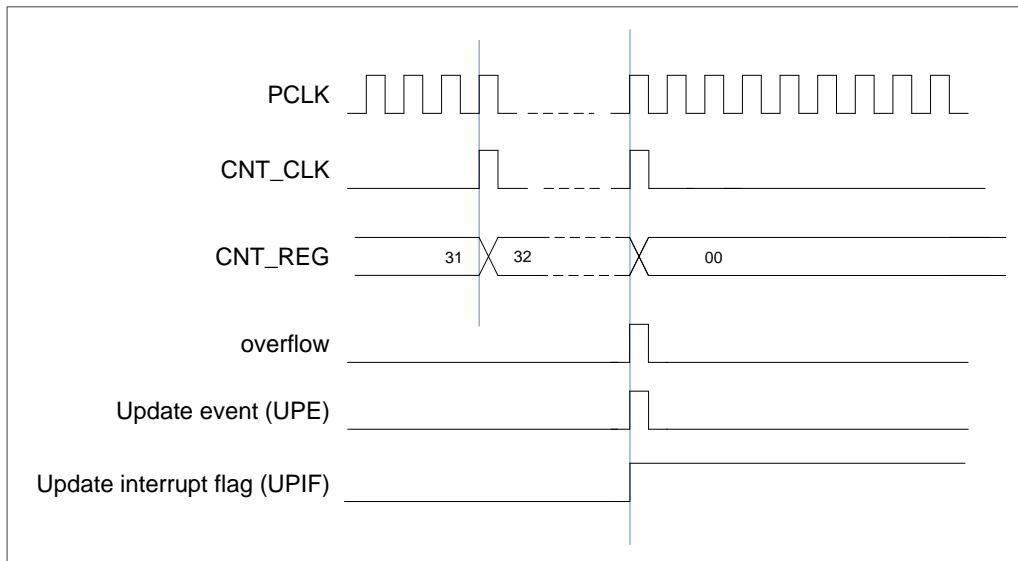 PCLK
CNT_CLK
CNT_REG
31
32
00
overflow
Update event (UPE)
Update interrupt flag (UPIF)